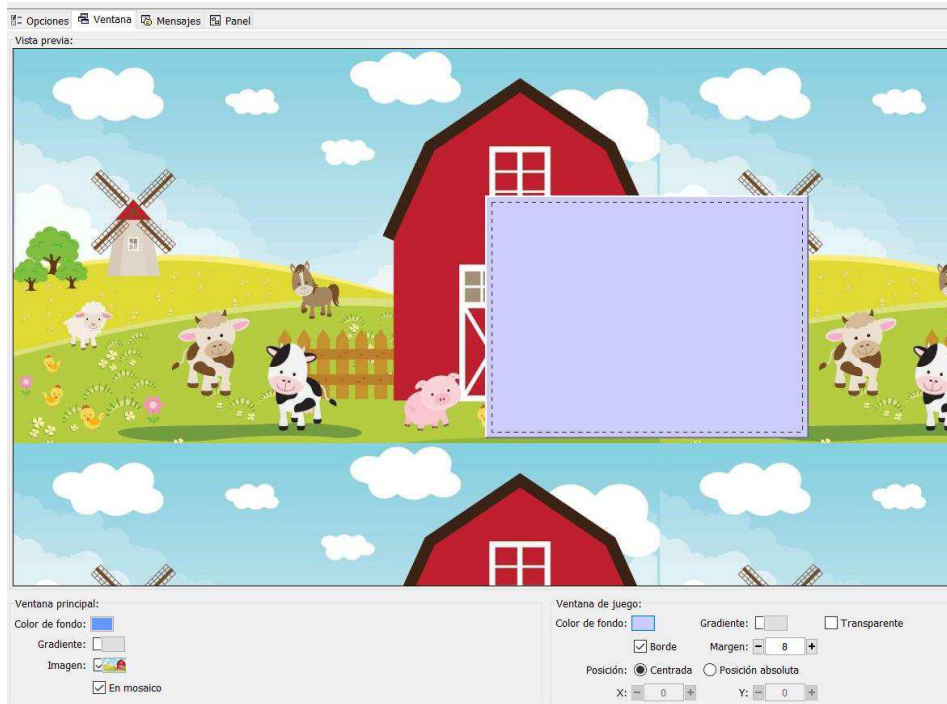 Opciones Ventana Mensajes Panel
Vista previa:
Ventana principal:
Color de fondo:
Gradiente:
Imagen:
En mosaico
Ventana de juego:
Color de fondo: Gradiente: Transparente
Borde Margen: 8
Posición: Centrada Posición absoluta
X: 0 Y: 0